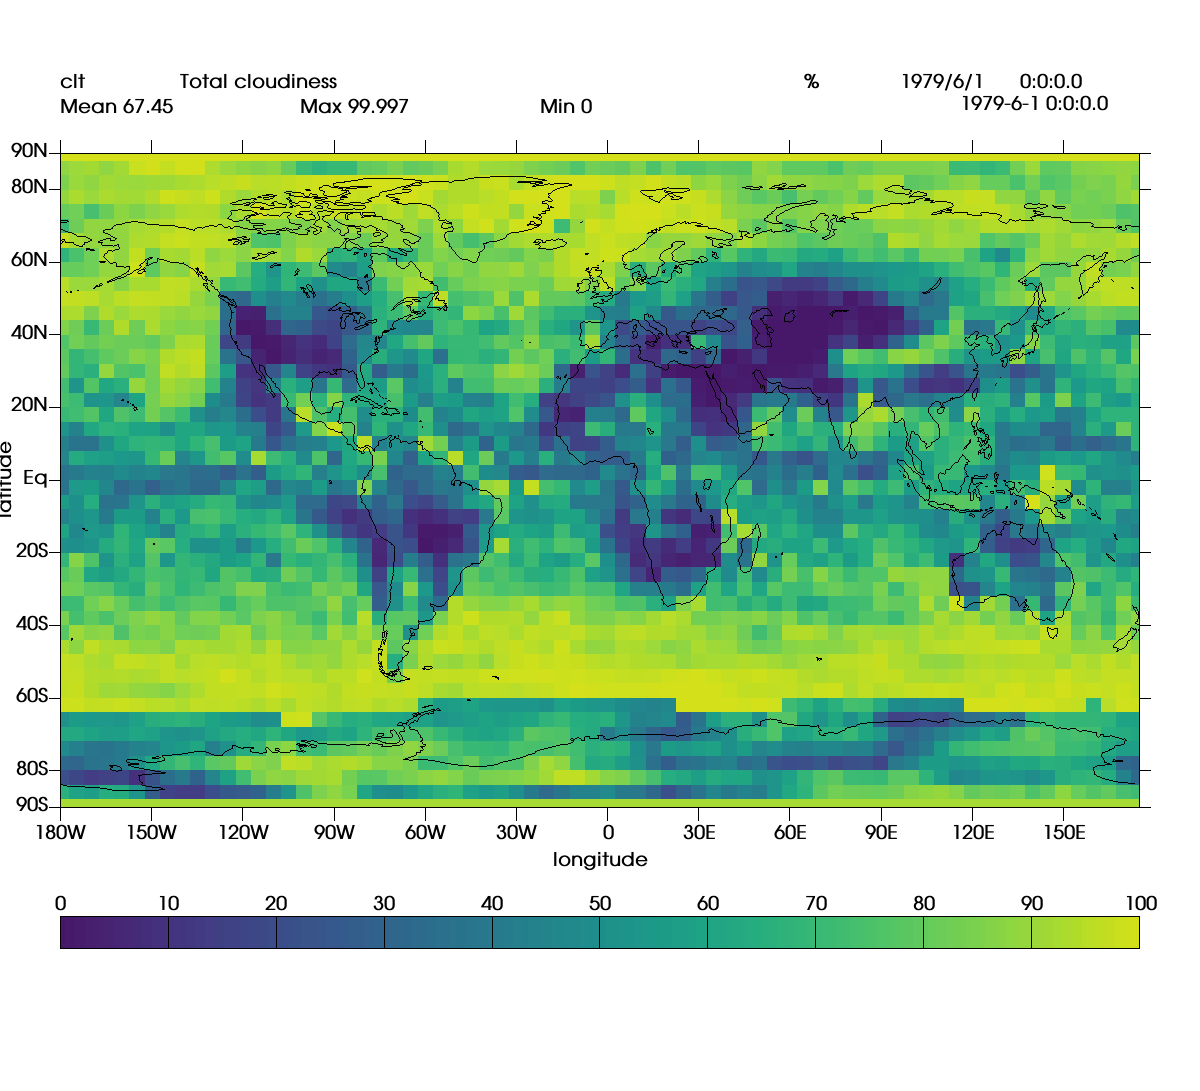 clt Total cloudiness % 1979/6/1 0:0:0.0
Mean 67.45 Max 99.997 Min 0 1979-6-1 0:0:0.0
90N
80N
60N
40N
20N
Eq
20S
40S
60S
80S
90S
latitude
180W 150W 120W 90W 60W 30W 0 30E 60E 90E 120E 150E
longitude
0 10 20 30 40 50 60 70 80 90 100